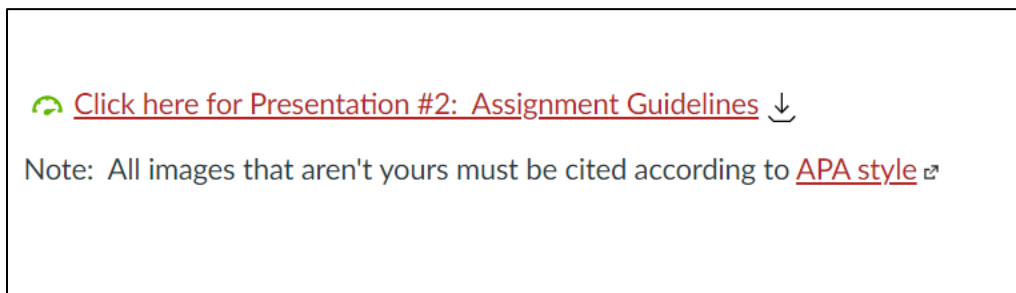 Click here for Presentation #2:  Assignment Guidelines
Note:  All images that aren't yours must be cited according to APA style